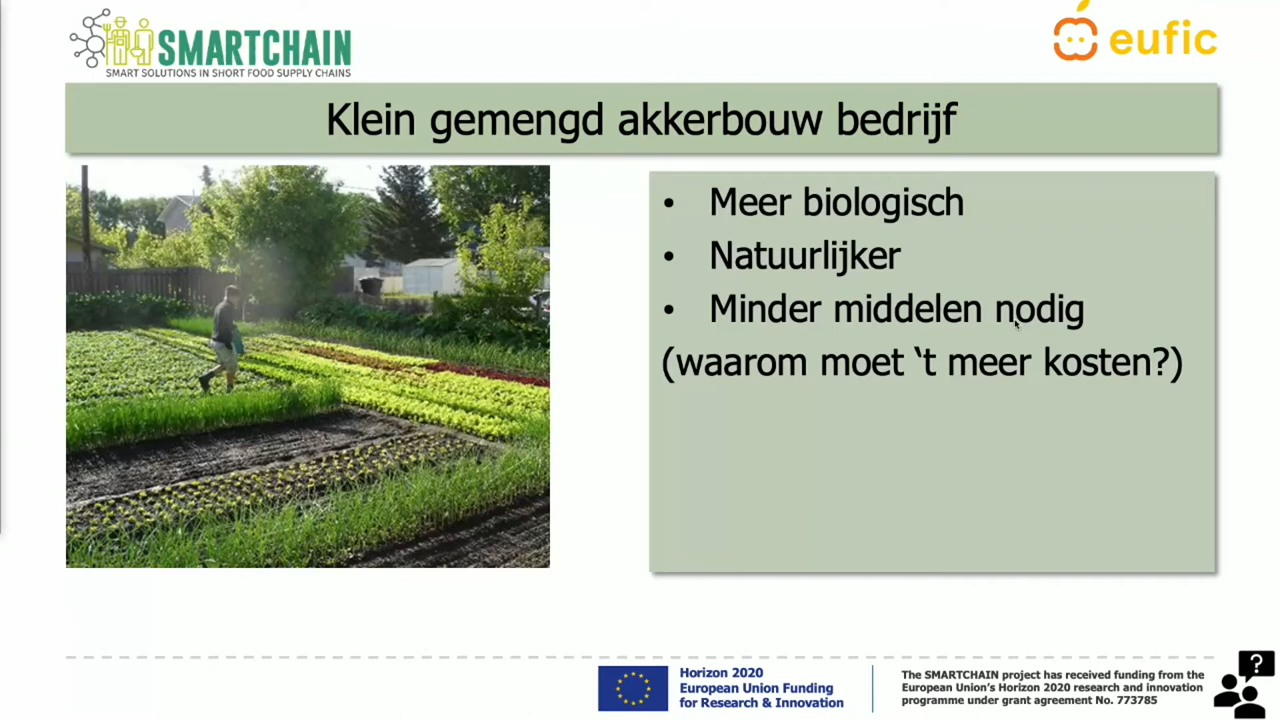 SMARTCHAIN
SMART SOLUTIONS IN SHORT FOOD SUPPLY CHAINS
eufic
Klein gemengd akkerbouw bedrijf
• Meer biologisch
• Natuurlijker
• Minder middelen nodig
(waarom moet ‘t meer kosten?)
Horizon 2020
European Union Funding
for Research & Innovation
The SMARTCHAIN project has received funding from the
European Union’s Horizon 2020 research and innovation
programme under grant agreement No. 773785
?